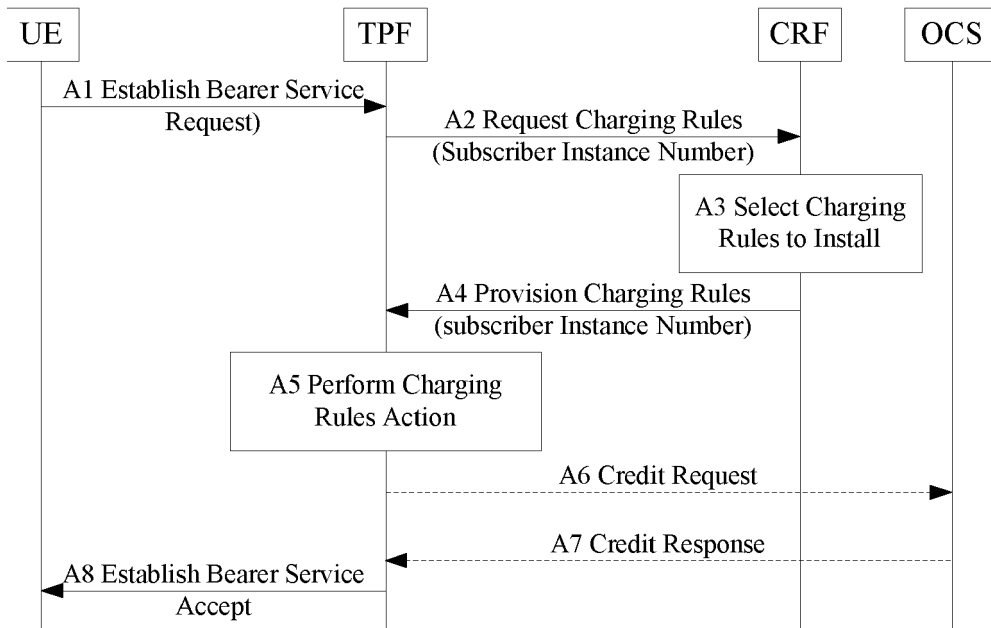 UE
TPF
CRF
OCS
A1 Establish Bearer Service
Request)
A2 Request Charging Rules
(Subscriber Instance Number)
A3 Select Charging
Rules to Install
A4 Provision Charging Rules
(subscriber Instance Number)
A5 Perform Charging
Rules Action
A6 Credit Request
A7 Credit Response
A8 Establish Bearer Service
Accept